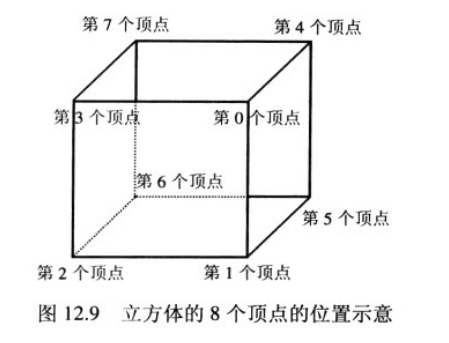 第 7 个顶点
第 4 个顶点
第 3 个顶点
第 0 个顶点
第 6 个顶点
第 5 个顶点
第 2 个顶点
第 1 个顶点
图 12.9 立方体的 8 个顶点的位置示意